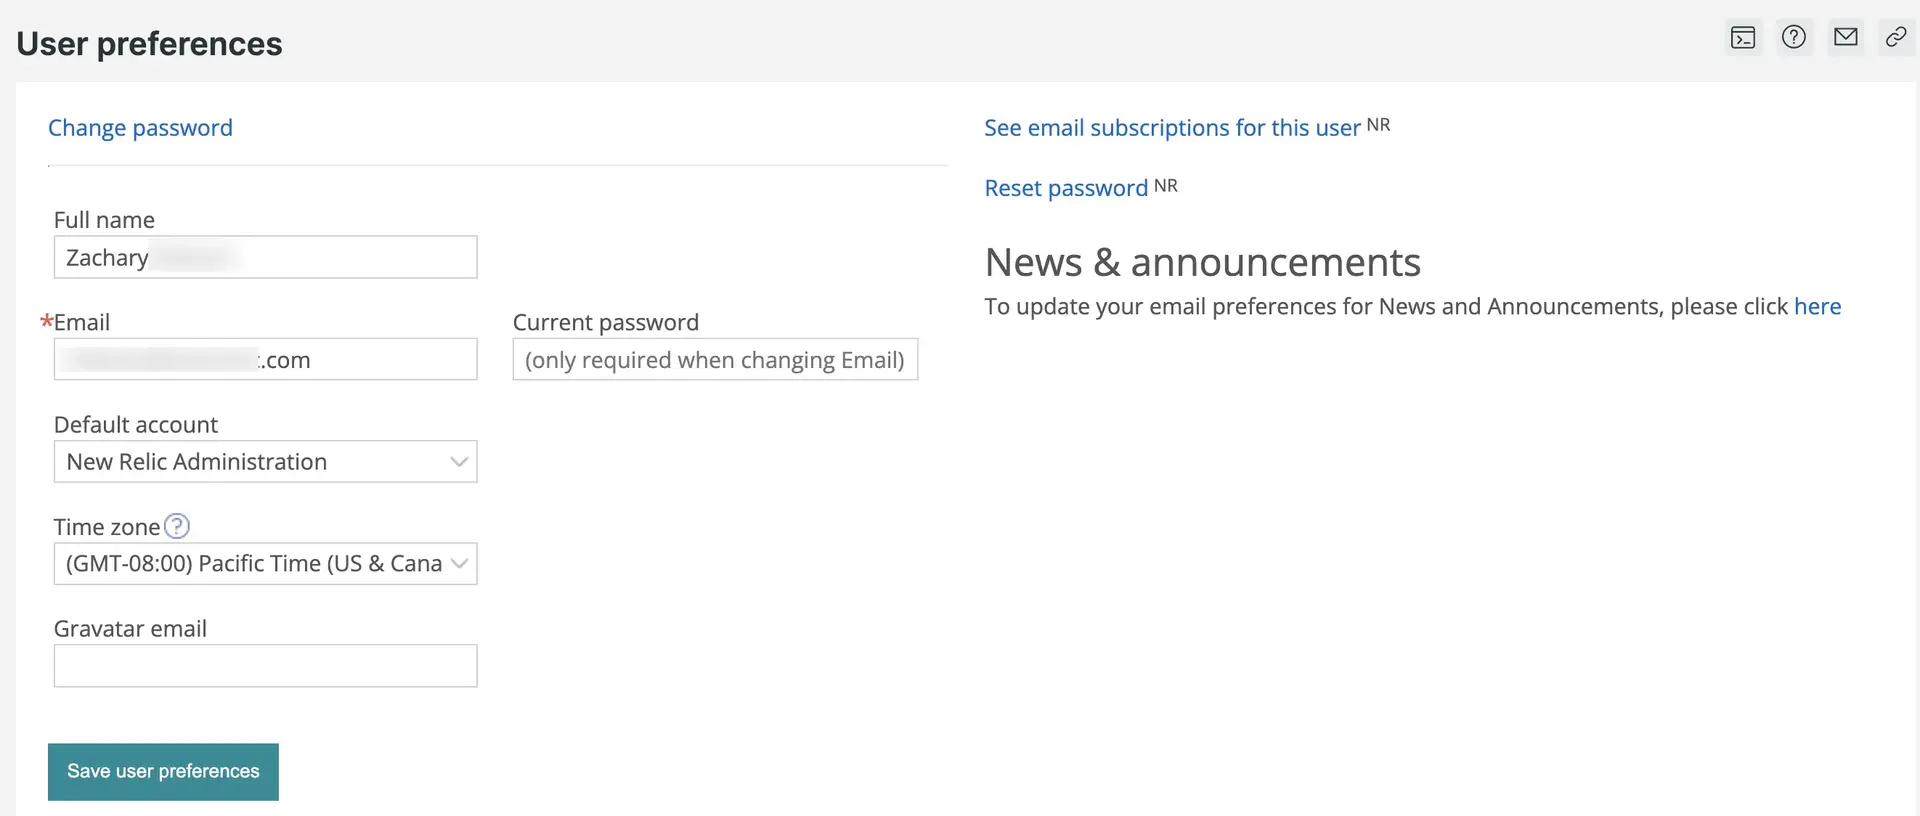 User preferences
Change password
Full name
Zachary
*Email
.com
Current password
(only required when changing Email)
Default account
New Relic Administration
Time zone ?
(GMT-08:00) Pacific Time (US & Cana
Gravatar email
Save user preferences
See email subscriptions for this user NR
Reset password NR
News & announcements
To update your email preferences for News and Announcements, please click here